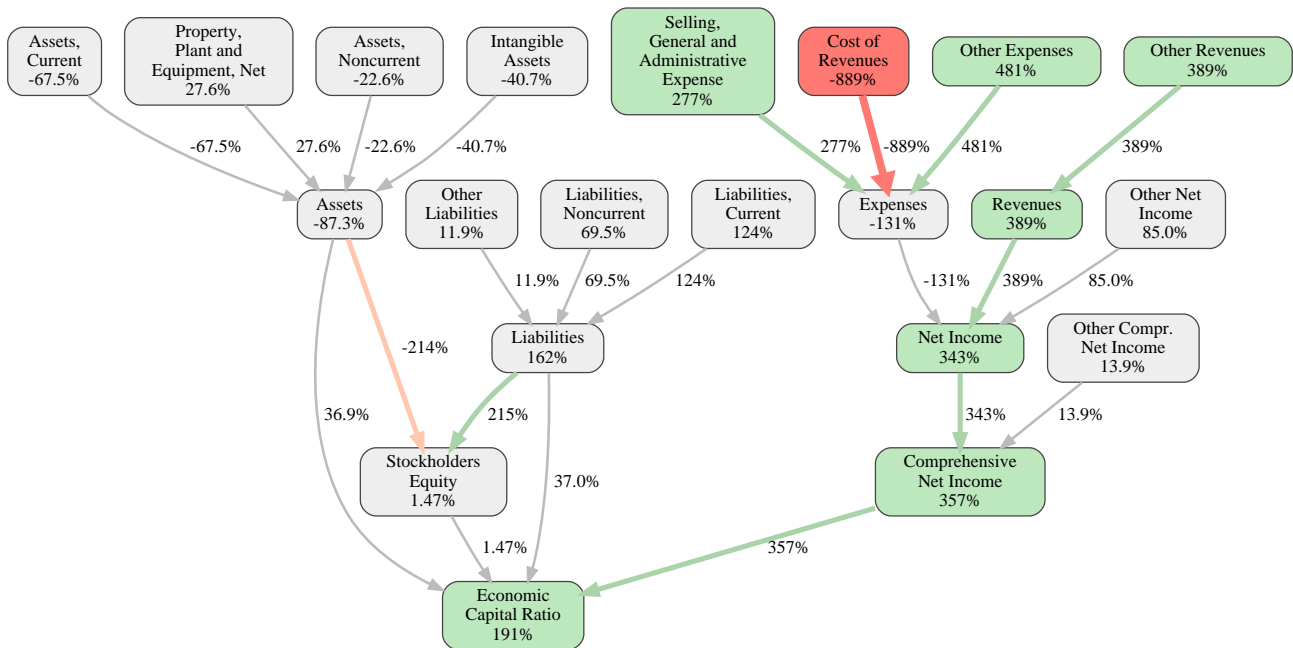 Assets,
Current
-67.5%
Property,
Plant and
Equipment, Net
27.6%
Assets,
Noncurrent
-22.6%
Intangible
Assets
-40.7%
Selling,
General and
Administrative
Expense
277%
Cost of
Revenues
-889%
Other Expenses
481%
Other Revenues
389%
-67.5%
27.6%
-22.6%
-40.7%
277%
-889%
481%
389%
Assets
-87.3%
Other
Liabilities
11.9%
Liabilities,
Noncurrent
69.5%
Liabilities,
Current
124%
Expenses
-131%
Revenues
389%
Other Net
Income
85.0%
11.9%
69.5%
124%
-131%
389%
85.0%
-214%
Liabilities
162%
Net Income
343%
Other Compr.
Net Income
13.9%
36.9%
215%
343%
13.9%
Stockholders
Equity
1.47%
37.0%
Comprehensive
Net Income
357%
1.47%
357%
Economic
Capital Ratio
191%